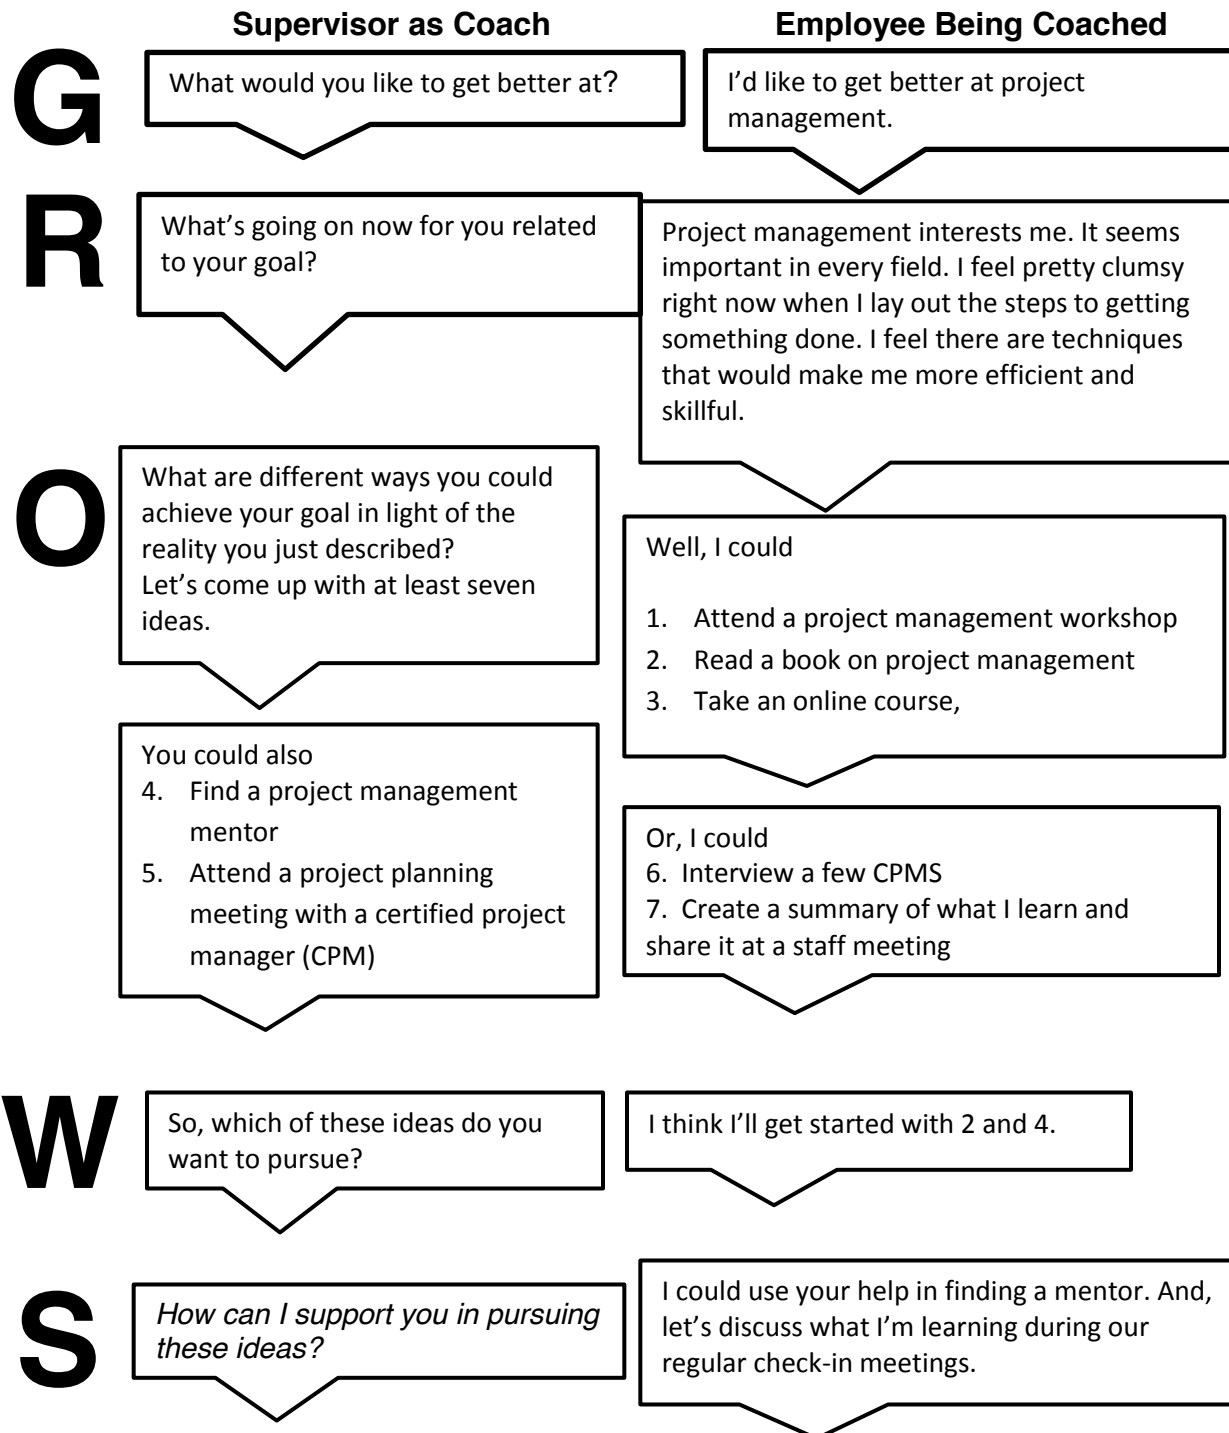 Supervisor as Coach
Employee Being Coached
G
What would you like to get better at?
I’d like to get better at project
management.
R
What’s going on now for you related
to your goal?
Project management interests me. It seems
important in every field. I feel pretty clumsy
right now when I lay out the steps to getting
something done. I feel there are techniques
that would make me more efficient and
skillful.
O
What are different ways you could
achieve your goal in light of the
reality you just described?
Let’s come up with at least seven
ideas.
Well, I could
1. Attend a project management workshop
2. Read a book on project management
3. Take an online course,
You could also
4. Find a project management
mentor
5. Attend a project planning
meeting with a certified project
manager (CPM)
Or, I could
6. Interview a few CPMS
7. Create a summary of what I learn and
share it at a staff meeting
W
So, which of these ideas do you
want to pursue?
I think I’ll get started with 2 and 4.
S
How can I support you in pursuing
these ideas?
I could use your help in finding a mentor. And,
let’s discuss what I’m learning during our
regular check-in meetings.